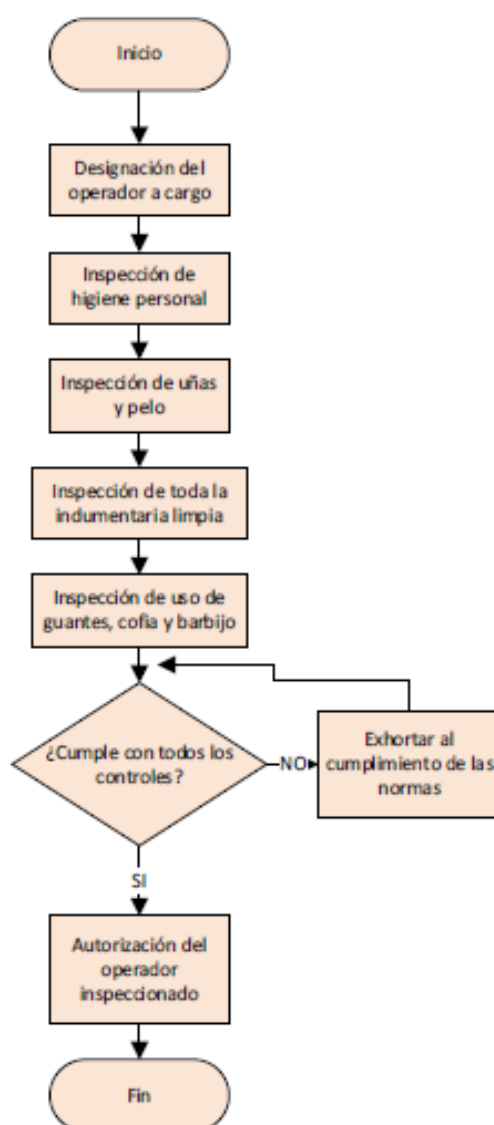 Inicio
Designación del
operador a cargo
Inspección de
higiene personal
Inspección de uñas
y pelo
Inspección de toda la
indumentaria limpia
Inspección de uso de
guantes, cofia y barbijo
¿Cumple con todos los
controles?
NO
Exhortar al
cumplimiento de las
normas
SI
Autorización del
operador
inspeccionado
Fin